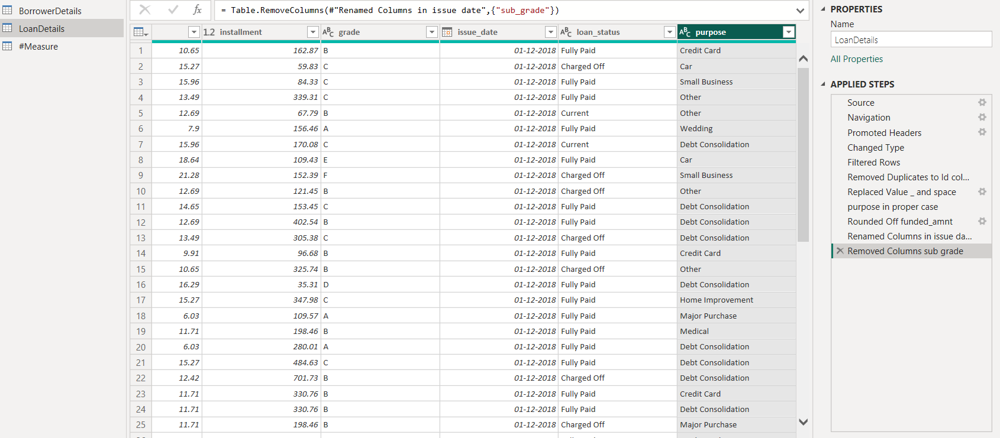 BorrowerDetails
LoanDetails
#Measure
fx = Table.RemoveColumns(#"Renamed Columns in issue date",{"sub_grade"})
1.2 installment ABC grade issue_date ABC loan_status ABC purpose
1 10.65 162.87 B 01-12-2018 Fully Paid Credit Card
2 15.27 59.83 C 01-12-2018 Charged Off Car
3 15.96 84.33 C 01-12-2018 Fully Paid Small Business
4 13.49 339.31 C 01-12-2018 Fully Paid Other
5 12.69 67.79 B 01-12-2018 Current Other
6 7.9 156.46 A 01-12-2018 Fully Paid Wedding
7 15.96 170.08 C 01-12-2018 Current Debt Consolidation
8 18.64 109.43 E 01-12-2018 Fully Paid Car
9 21.28 152.39 F 01-12-2018 Charged Off Small Business
10 12.69 121.45 B 01-12-2018 Charged Off Other
11 14.65 153.45 C 01-12-2018 Fully Paid Debt Consolidation
12 12.69 402.54 B 01-12-2018 Fully Paid Debt Consolidation
13 13.49 305.38 C 01-12-2018 Charged Off Debt Consolidation
14 9.91 96.68 B 01-12-2018 Fully Paid Credit Card
15 10.65 325.74 B 01-12-2018 Charged Off Other
16 16.29 35.31 D 01-12-2018 Fully Paid Debt Consolidation
17 15.27 347.98 C 01-12-2018 Fully Paid Home Improvement
18 6.03 109.57 A 01-12-2018 Fully Paid Major Purchase
19 11.71 198.46 B 01-12-2018 Fully Paid Medical
20 6.03 280.01 A 01-12-2018 Fully Paid Debt Consolidation
21 15.27 484.63 C 01-12-2018 Fully Paid Debt Consolidation
22 12.42 701.73 B 01-12-2018 Charged Off Debt Consolidation
23 11.71 330.76 B 01-12-2018 Fully Paid Credit Card
24 11.71 330.76 B 01-12-2018 Fully Paid Debt Consolidation
25 11.71 198.46 B 01-12-2018 Charged Off Major Purchase
PROPERTIES
Name
LoanDetails
All Properties
APPLIED STEPS
Source
Navigation
Promoted Headers
Changed Type
Filtered Rows
Removed Duplicates to Id col...
Replaced Value _ and space
purpose in proper case
Rounded Off funded_amnt
Renamed Columns in issue da...
Removed Columns sub grade